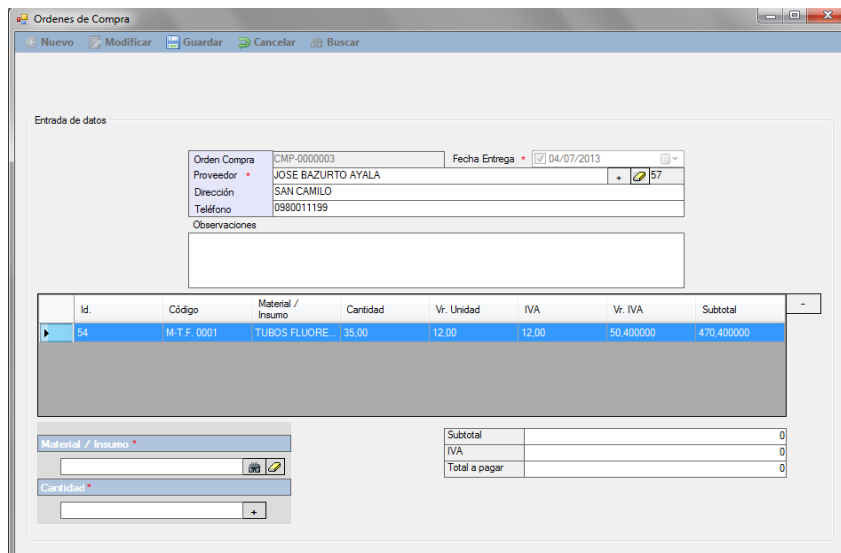 Ordenes de Compra
Nuevo Modificar Guardar Cancelar Buscar
Entrada de datos
Orden Compra CMP-0000003 Fecha Entrega * 04/07/2013
Proveedor * JOSE BAZURTO AYALA + 57
Dirección SAN CAMILO
Teléfono 0980011199
Observaciones
Id. Código Material / Insumo Cantidad Vr. Unidad IVA Vr. IVA Subtotal -
54 M-T.F. 0001 TUBOS FLUORE... 35,00 12,00 12,00 50,400000 470,400000
Material / Insumo *
Cantidad *
+
Subtotal 0
IVA 0
Total a pagar 0